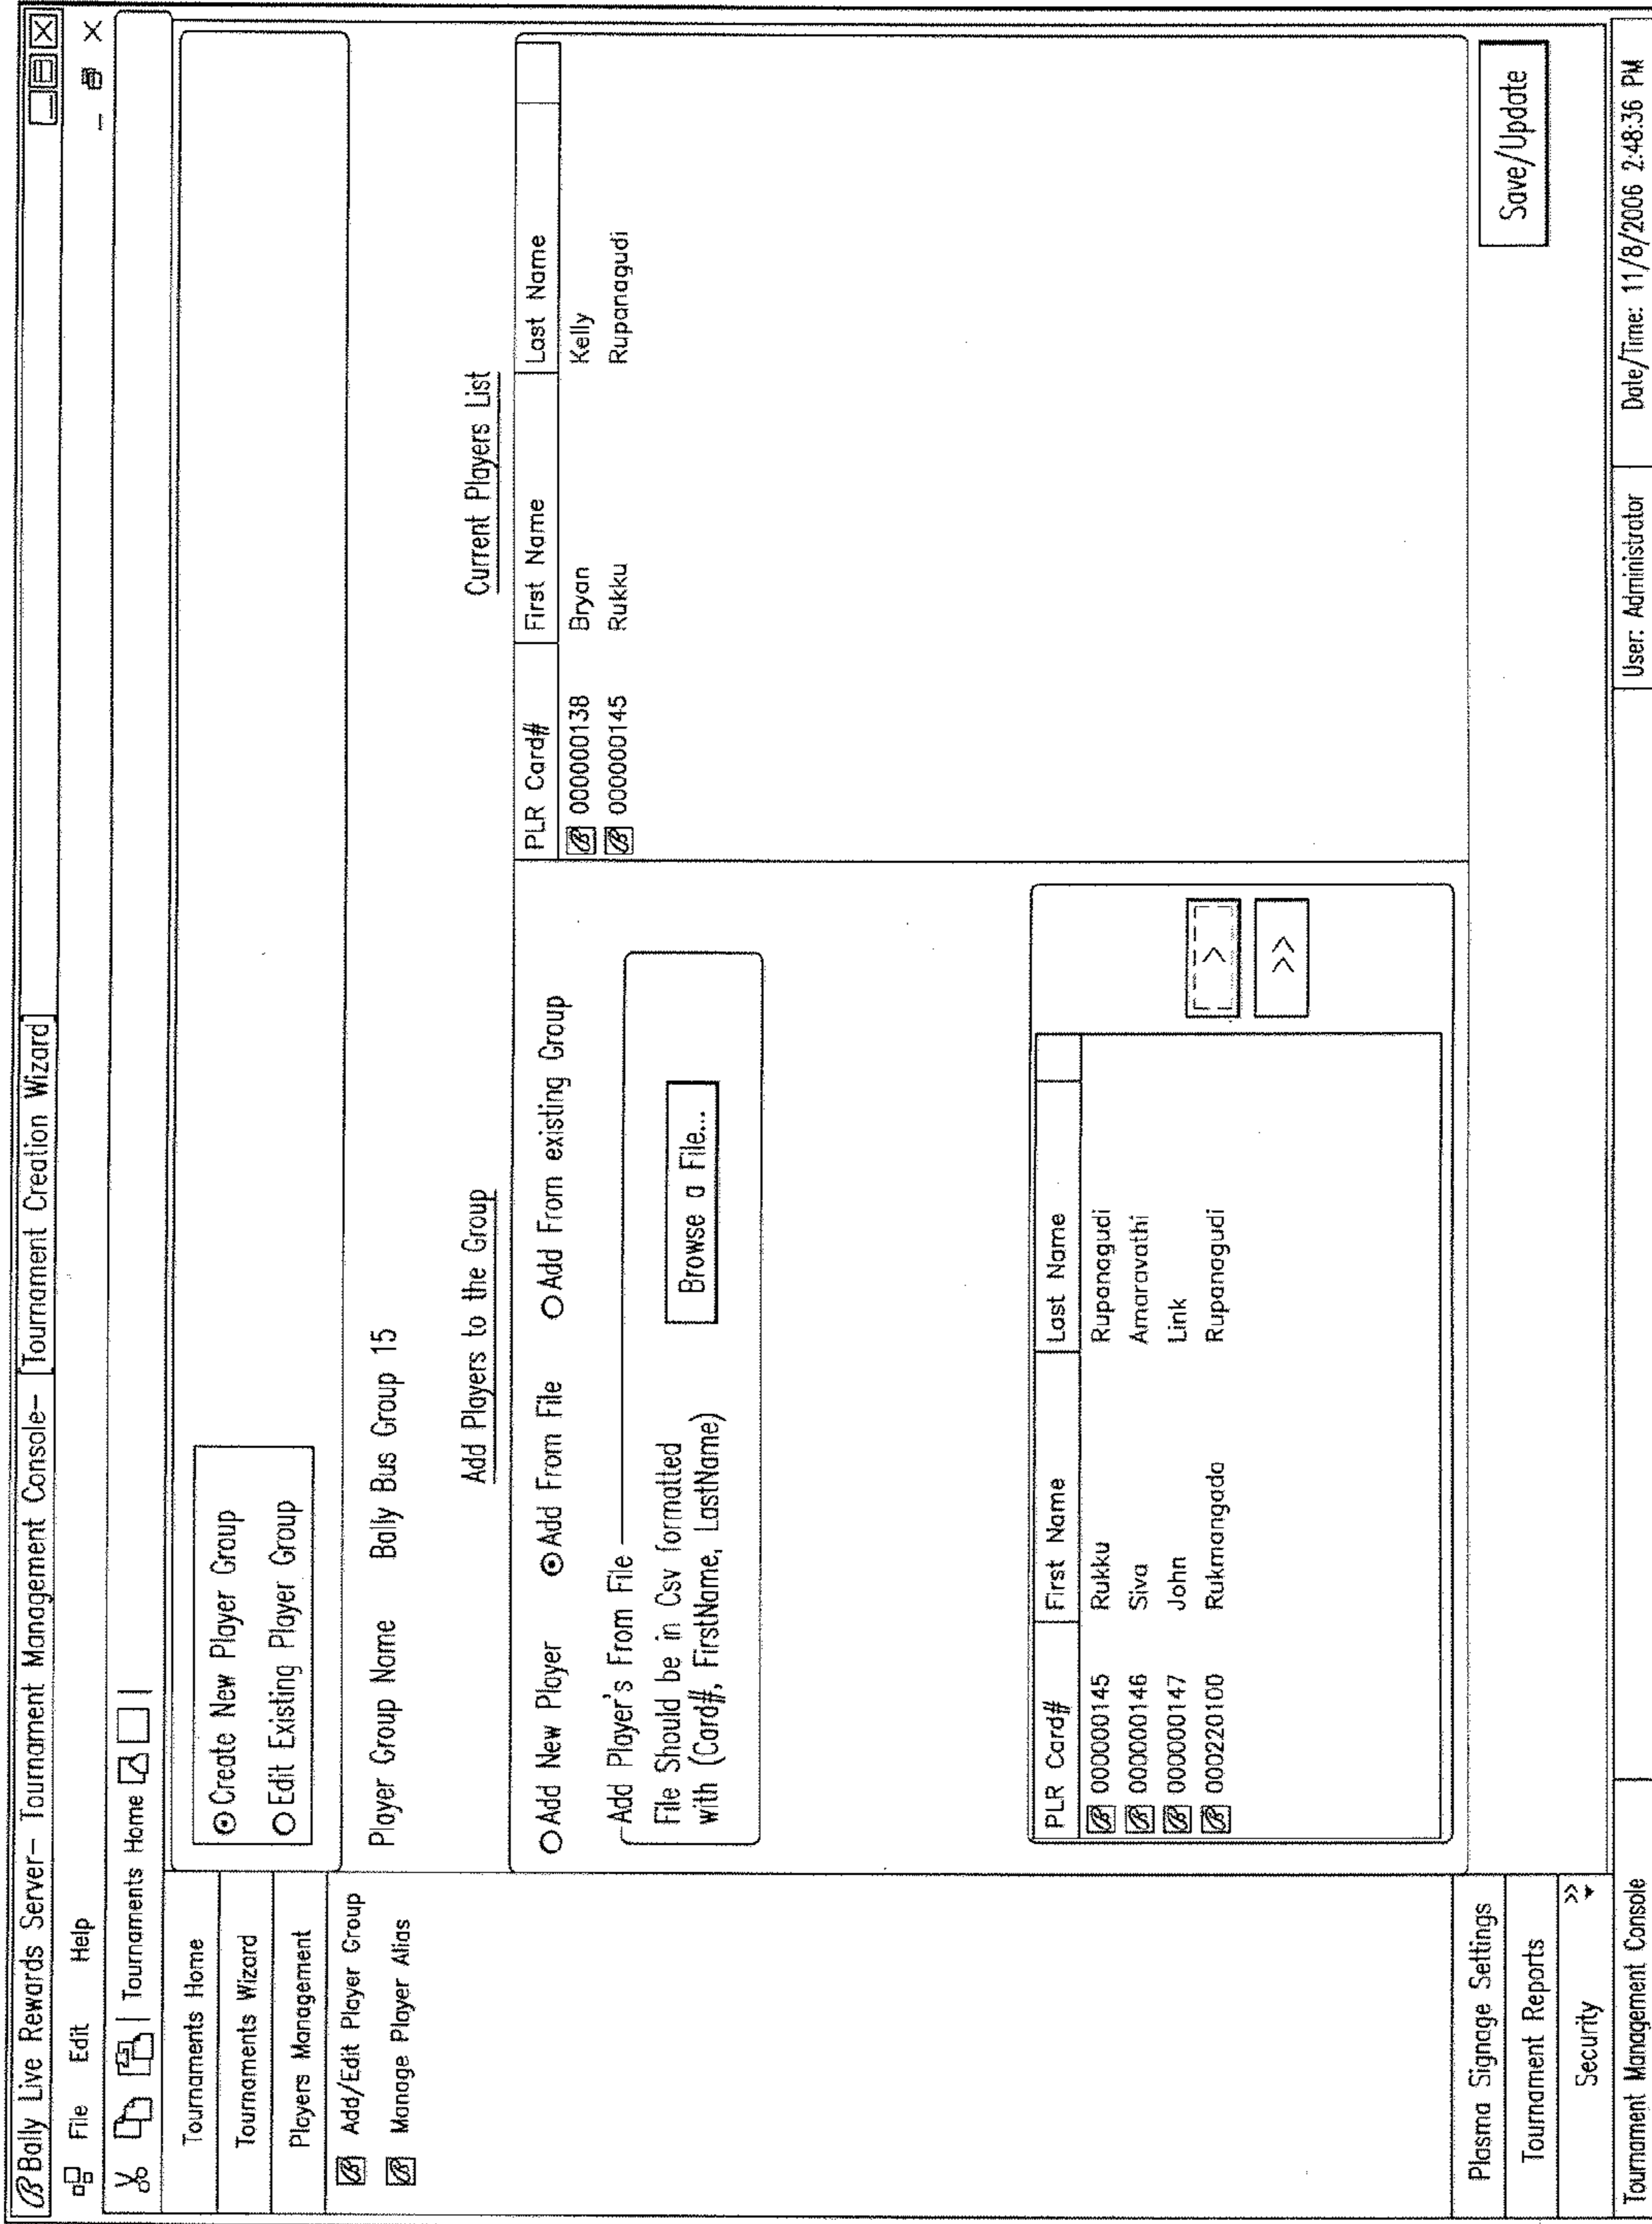 Bally Live Rewards Server- Tournament Management Console- [Tournament Creation Wizard]
File Edit Help
Tournaments Home
Tournaments Home
Tournaments Wizard
Players Management
Add/Edit Player Group
Manage Player Alias
Plasma Signage Settings
Tournament Reports
Security >>
Create New Player Group
Edit Existing Player Group
Player Group Name Bally Bus Group 15
Add Players to the Group
Add New Player Add From File Add From existing Group
Add Player's From File
File Should be in Csv formatted
with (Card#, FirstName, LastName)
Browse a File...
PLR Card# First Name Last Name
000000145 Rukku Rupanagudi
000000146 Siva Amaravathi
000000147 John Link
000220100 Rukmangada Rupanagudi
>
>>
Current Players List
PLR Card# First Name Last Name
000000138 Bryan Kelly
000000145 Rukku Rupanagudi
Save/Update
Tournament Management Console User: Administrator Date/Time: 11/8/2006 2:48:36 PM